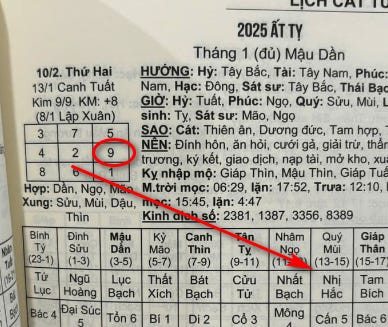 LỊCH CÁT
2025 ẤT TỴ
Tháng 1 (đủ) Mậu Dần
10/2. Thứ Hai
13/1 Canh Tuất
Kim 9/9. KM: +8
(8/1 Lập Xuân)
3 7 5
4 2 9
8 6 1
Hợp: Dần, Ngọ, Mão
Xung: Sửu, Mùi, Dậu,
Thìn
HƯỚNG: Hỷ: Tây Bắc, Tài: Tây Nam, Phúc:
Nam, Hạc: Đông, Sát sư: Tây Bắc, Thái Bạch
GIỜ: Hỷ: Tuất, Phúc: Ngọ, Quý: Sửu, Mùi,
sinh: Tỵ, Sát sư: Mão, Ngọ
SAO: Cát: Thiên ân, Dương đức, Tam hợp,
NÊN: Đính hôn, ăn hỏi, cưới gả, giải trừ, thẩm
trương, ký kết, giao dịch, nạp tài, mở kho, xu
Kỵ nhập mộ: Giáp Thìn, Mậu Thìn, Giáp Tuất
M.trời mọc: 06:29, lặn: 17:52, Trưa: 12:10,
mọc: 15:45, lặn: 4:47
Kinh dịch số: 2381, 1387, 3356, 8389
Bính Tý (23-1) Đinh Sửu (1-3) Mậu Dần (3-5) Kỷ Mão (5-7) Canh Thìn (7-9) Tân Tỵ (9-11) Nhâm Ngọ Quý Mùi (13-15) Giáp Thân (15-17)
Tứ Lục Ngũ Hoàng Lục Bạch Thất Xích Bát Bạch Cửu Tử Nhất Bạch Nhị Hắc Tam Bích
Bác 4 Đại Súc 5 Tốn 6 Bí 1 Di 2 Cổ 3 Mông 4 Cấn 5 Bác 6